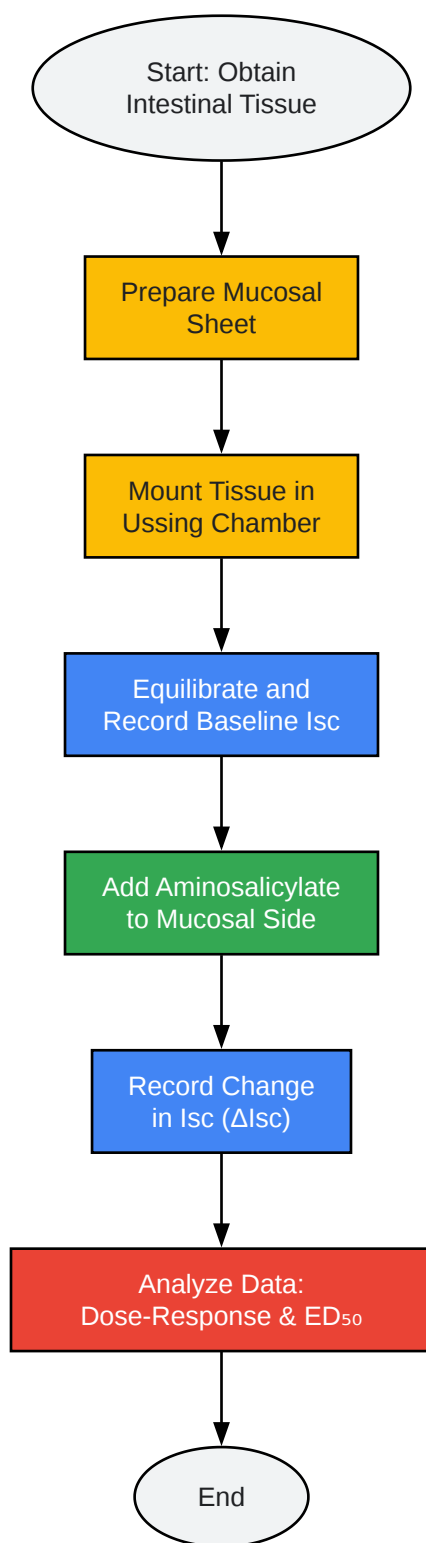 Start: Obtain
Intestinal Tissue
Prepare Mucosal
Sheet
Mount Tissue in
Ussing Chamber
Equilibrate and
Record Baseline Isc
Add Aminosalicylate
to Mucosal Side
Record Change
in Isc (ΔIsc)
Analyze Data:
Dose-Response & ED₅₀
End